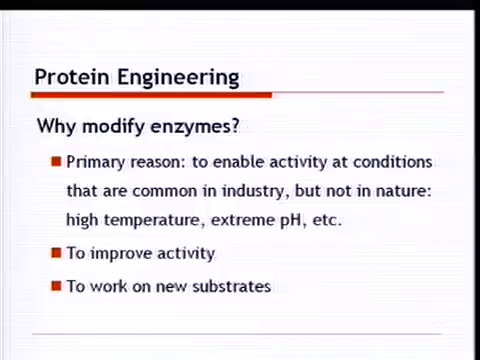 Protein Engineering
Why modify enzymes?
Primary reason: to enable activity at conditions
that are common in industry, but not in nature:
high temperature, extreme pH, etc.
To improve activity
To work on new substrates